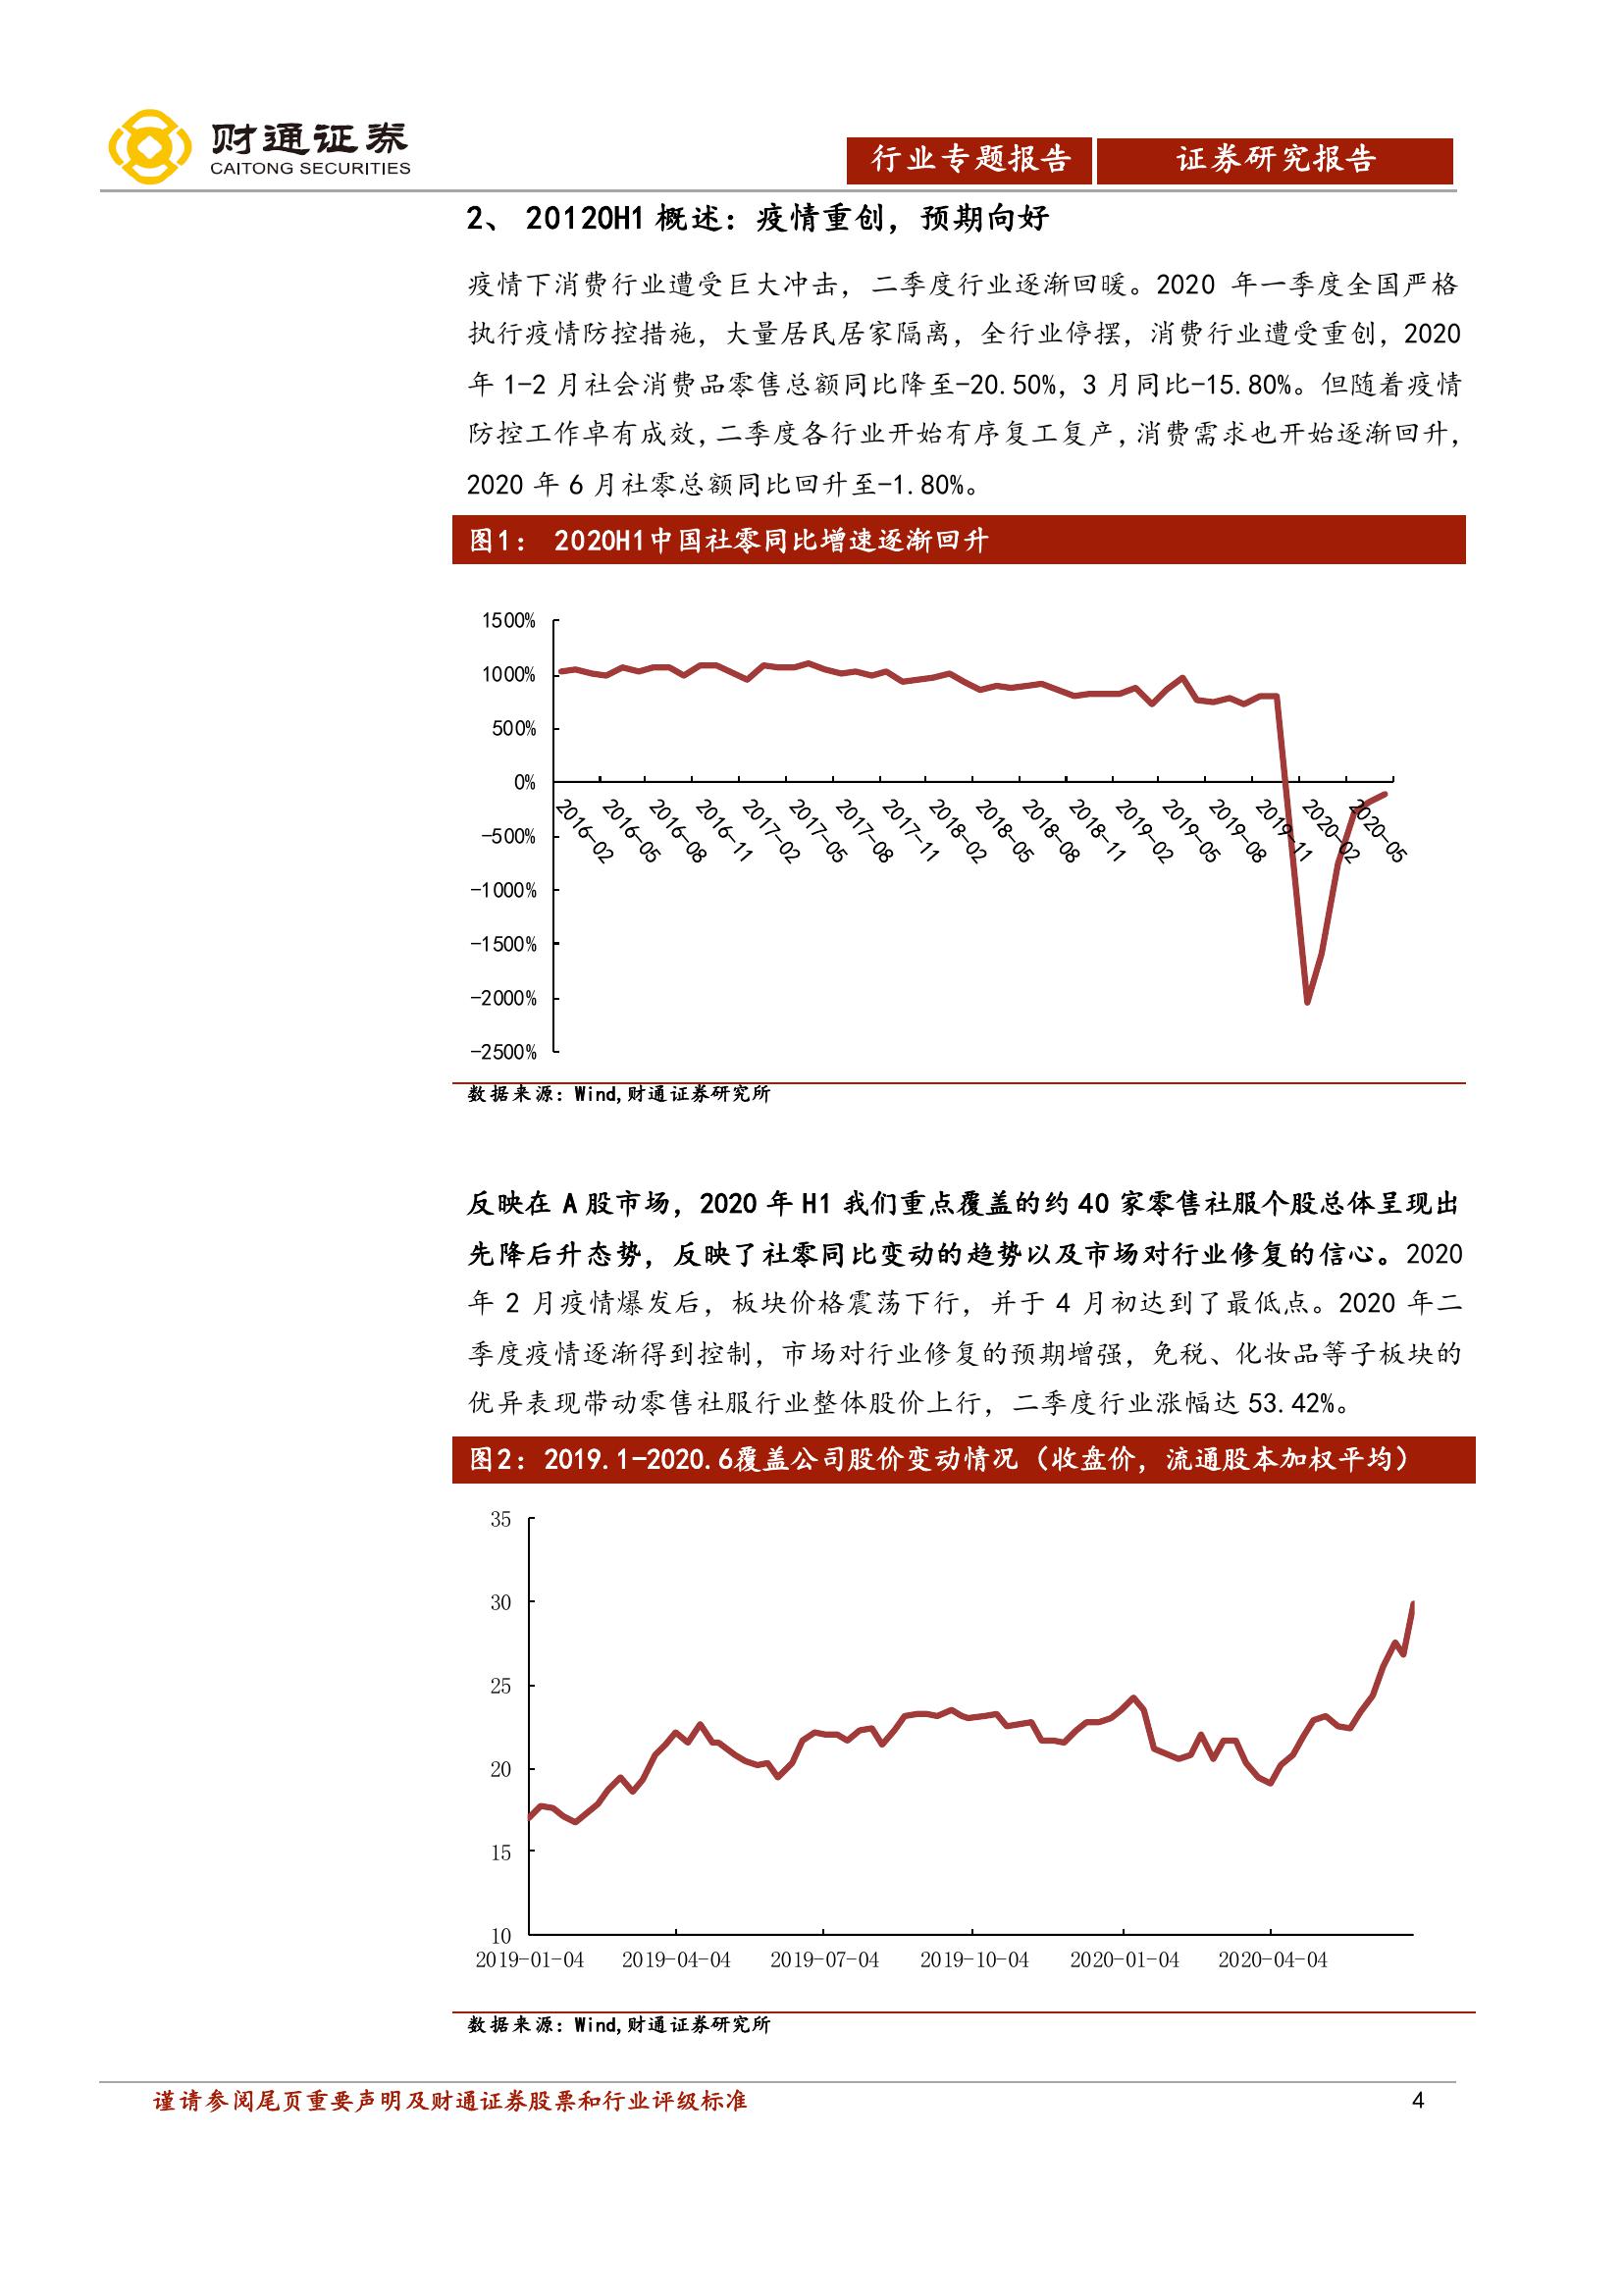 财通证券
CAITONG SECURITIES
行业专题报告 证券研究报告
2、 20120H1 概述：疫情重创，预期向好
疫情下消费行业遭受巨大冲击，二季度行业逐渐回暖。2020 年一季度全国严格
执行疫情防控措施，大量居民居家隔离，全行业停摆，消费行业遭受重创，2020
年 1-2 月社会消费品零售总额同比降至-20.50%，3 月同比-15.80%。但随着疫情
防控工作卓有成效，二季度各行业开始有序复工复产，消费需求也开始逐渐回升，
2020 年 6 月社零总额同比回升至-1.80%。
图1： 2020H1中国社零同比增速逐渐回升
1500%
1000%
500%
0%
-500%
-1000%
-1500%
-2000%
-2500%
2016-02 2016-05 2016-08 2016-11 2017-02 2017-05 2017-08 2017-11 2018-02 2018-05 2018-08 2018-11 2019-02 2019-05 2019-08 2019-11 2020-02 2020-05
数据来源：Wind,财通证券研究所
反映在 A 股市场，2020 年 H1 我们重点覆盖的约 40 家零售社服个股总体呈现出
先降后升态势，反映了社零同比变动的趋势以及市场对行业修复的信心。2020
年 2 月疫情爆发后，板块价格震荡下行，并于 4 月初达到了最低点。2020 年二
季度疫情逐渐得到控制，市场对行业修复的预期增强，免税、化妆品等子板块的
优异表现带动零售社服行业整体股价上行，二季度行业涨幅达 53.42%。
图2：2019.1-2020.6覆盖公司股价变动情况（收盘价，流通股本加权平均）
35
30
25
20
15
10
2019-01-04 2019-04-04 2019-07-04 2019-10-04 2020-01-04 2020-04-04
数据来源：Wind,财通证券研究所
谨请参阅尾页重要声明及财通证券股票和行业评级标准 4